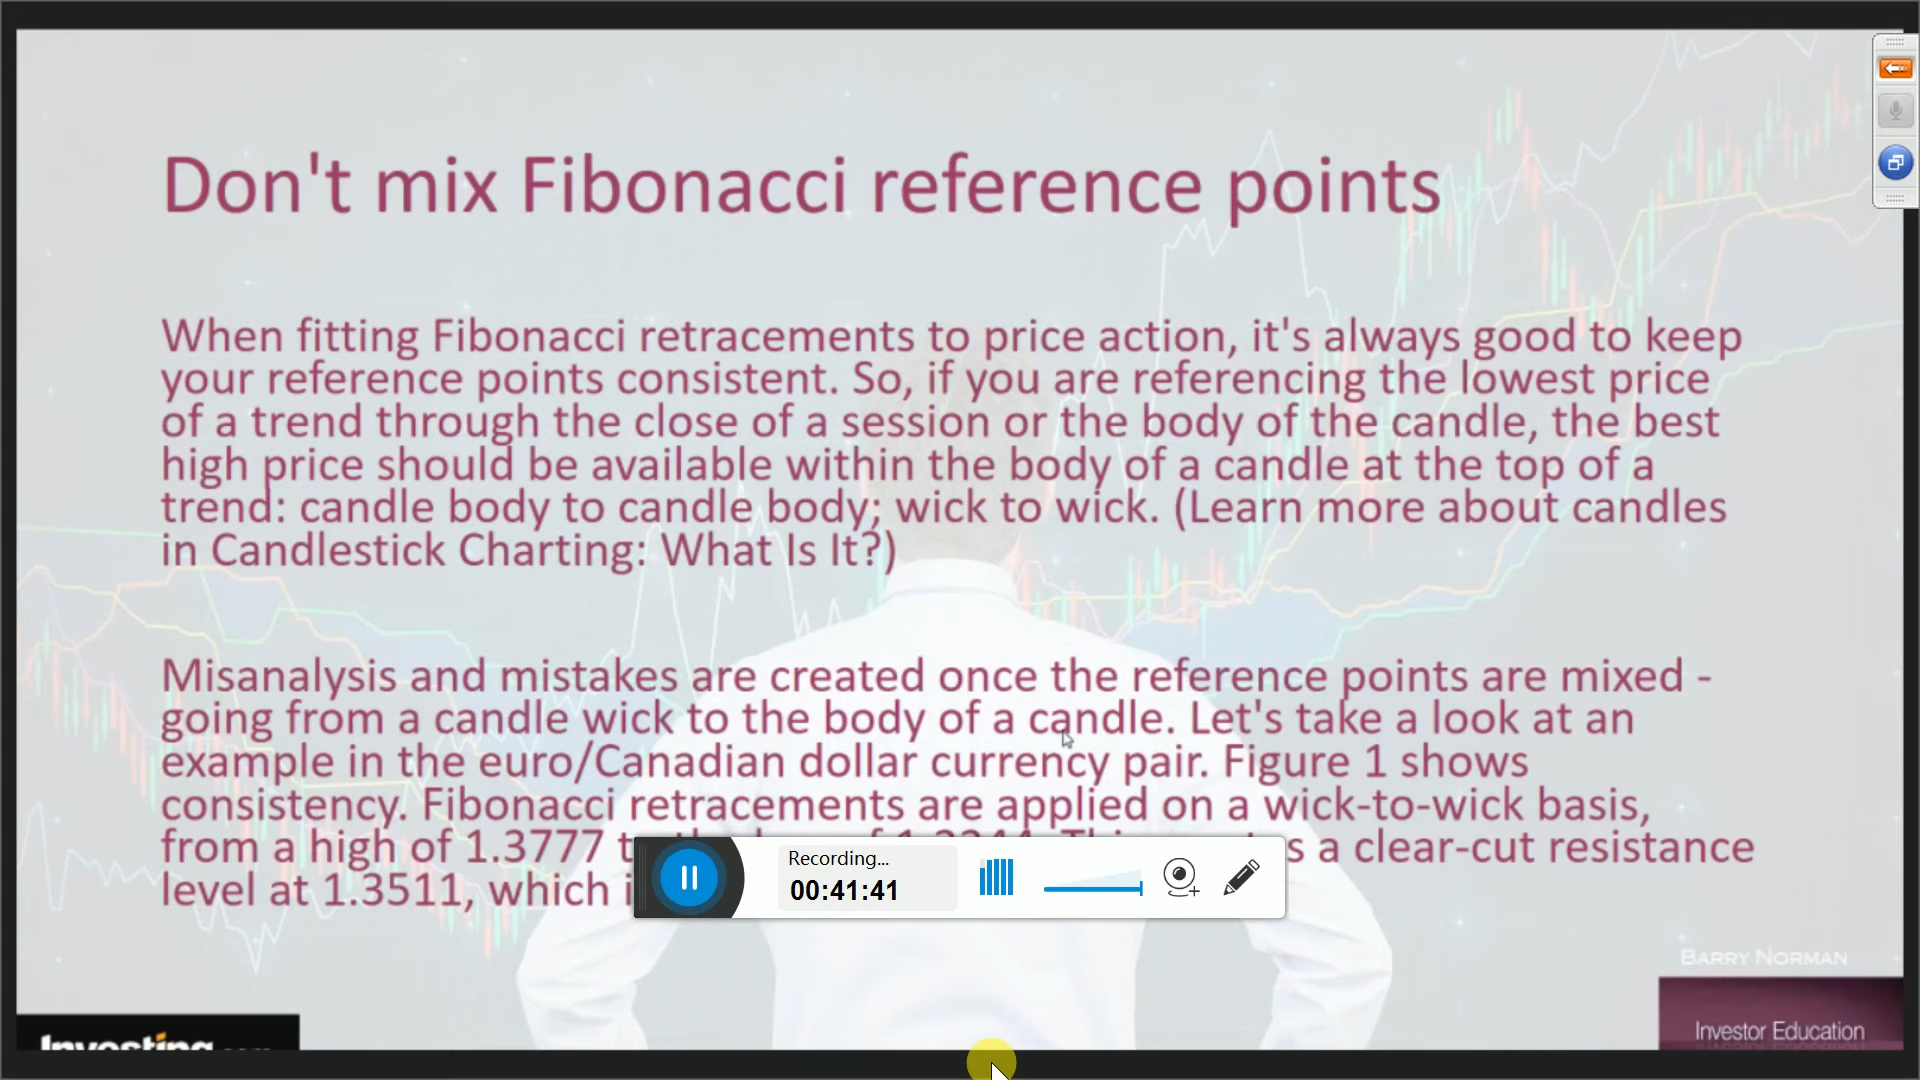 Don't mix Fibonacci reference points
When fitting Fibonacci retracements to price action, it's always good to keep
your reference points consistent. So, if you are referencing the lowest price
of a trend through the close of a session or the body of the candle, the best
high price should be available within the body of a candle at the top of a
trend: candle body to candle body; wick to wick. (Learn more about candles
in Candlestick Charting: What Is It?)
Misanalysis and mistakes are created once the reference points are mixed -
going from a candle wick to the body of a candle. Let's take a look at an
example in the euro/Canadian dollar currency pair. Figure 1 shows
consistency. Fibonacci retracements are applied on a wick-to-wick basis,
from a high of 1.3777 a clear-cut resistance
level at 1.3511, which
Recording...
00:41:41
BARRY NORMAN
Investing.com
Investor Education